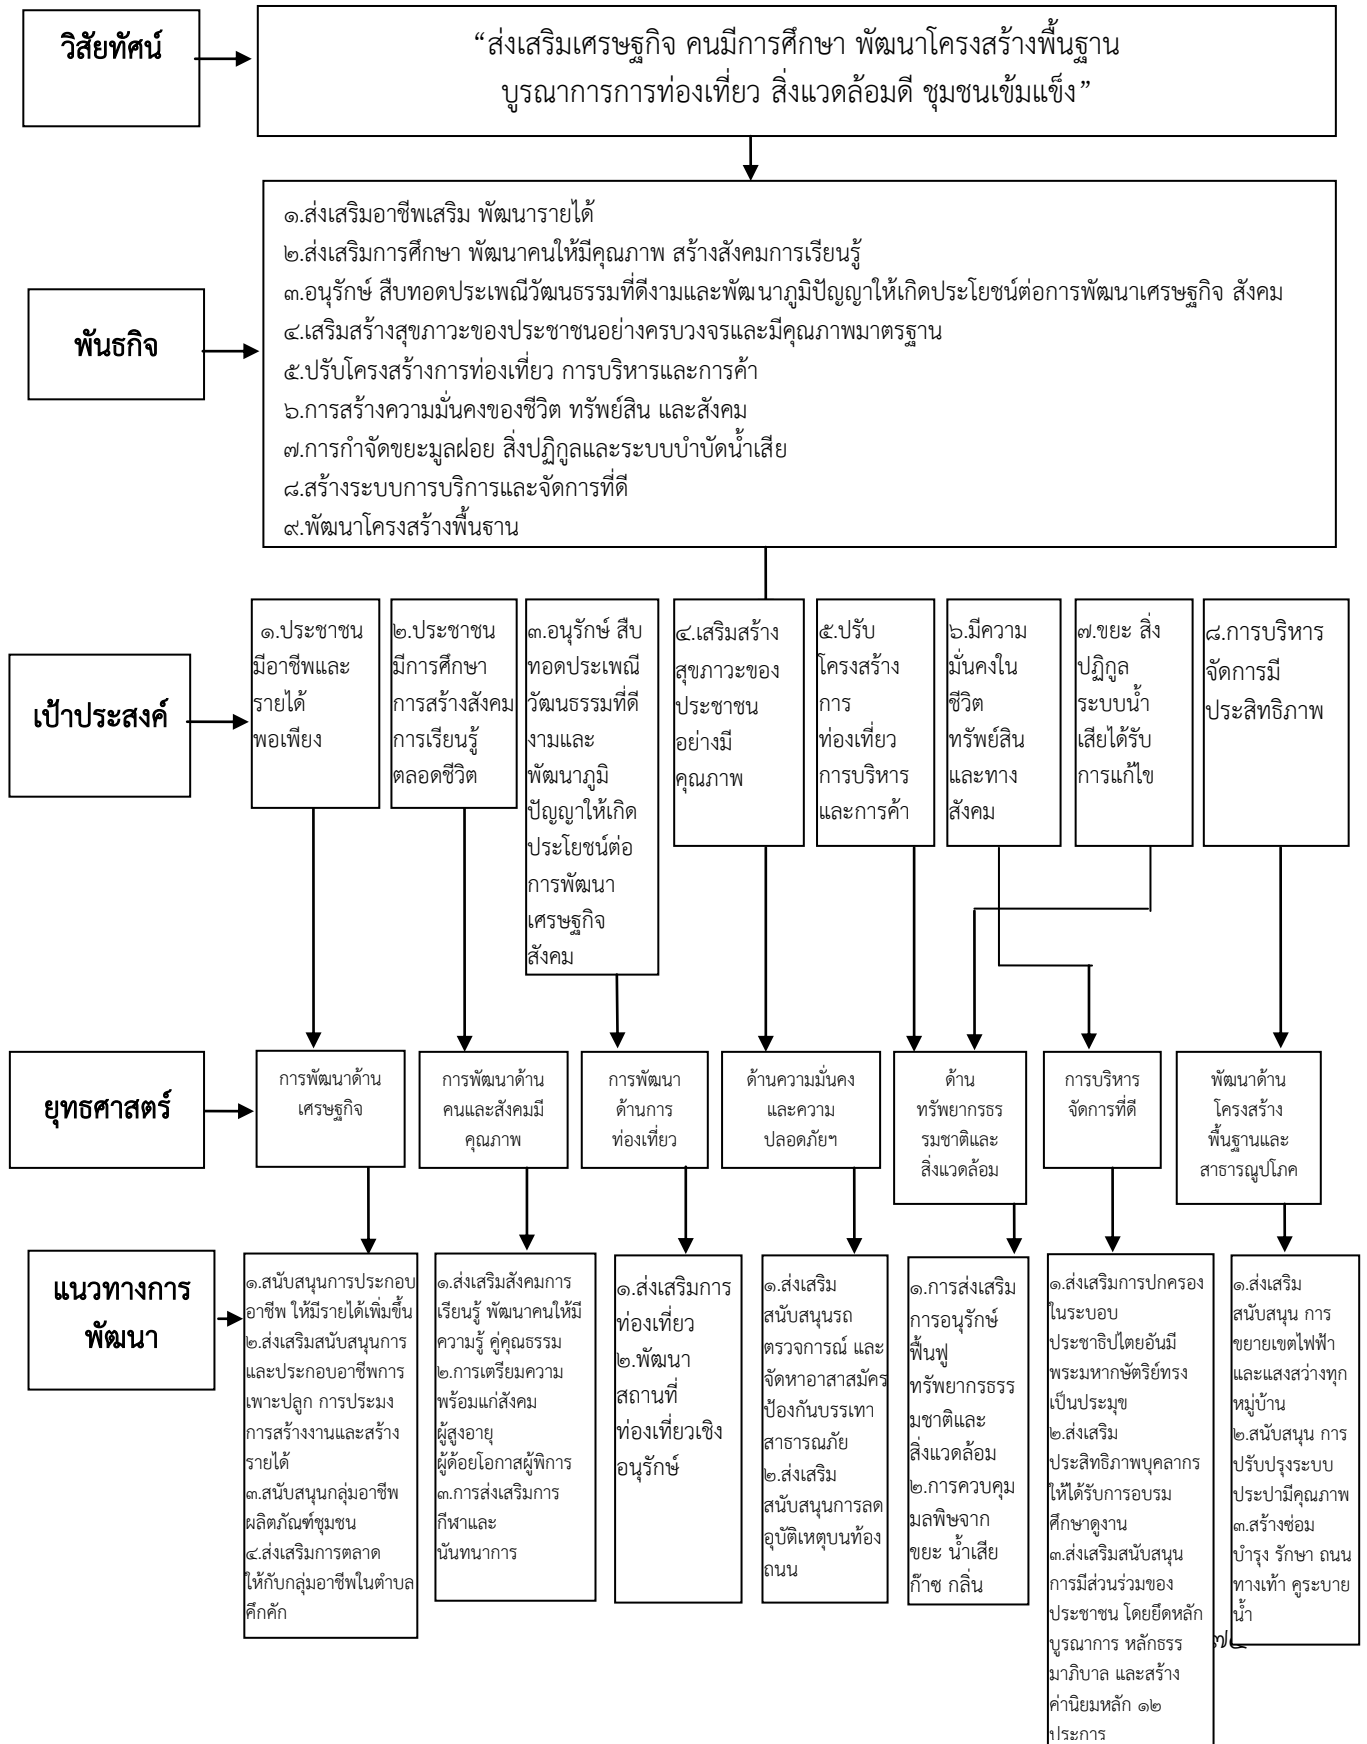 วิสัยทัศน์
“ส่งเสริมเศรษฐกิจ คนมีการศึกษา พัฒนาโครงสร้างพื้นฐาน
บูรณาการการท่องเที่ยว สิ่งแวดล้อมดี ชุมชนเข้มแข็ง”
พันธกิจ
๑.ส่งเสริมอาชีพเสริม พัฒนารายได้
๒.ส่งเสริมการศึกษา พัฒนาคนให้มีคุณภาพ สร้างสังคมการเรียนรู้
๓.อนุรักษ์ สืบทอดประเพณีวัฒนธรรมที่ดีงามและพัฒนาภูมิปัญญาให้เกิดประโยชน์ต่อการพัฒนาเศรษฐกิจ สังคม
๔.เสริมสร้างสุขภาวะของประชาชนอย่างครบวงจรและมีคุณภาพมาตรฐาน
๕.ปรับโครงสร้างการท่องเที่ยว การบริหารและการค้า
๖.การสร้างความมั่นคงของชีวิต ทรัพย์สิน และสังคม
๗.การกำจัดขยะมูลฝอย สิ่งปฏิกูลและระบบบำบัดน้ำเสีย
๘.สร้างระบบการบริการและจัดการที่ดี
๙.พัฒนาโครงสร้างพื้นฐาน
เป้าประสงค์
๑.ประชาชน
มีอาชีพและ
รายได้
พอเพียง
๒.ประชาชน
มีการศึกษา
การสร้างสังคม
การเรียนรู้
ตลอดชีวิต
๓.อนุรักษ์ สืบ
ทอดประเพณี
วัฒนธรรมที่ดี
งามและ
พัฒนาภูมิ
ปัญญาให้เกิด
ประโยชน์ต่อ
การพัฒนา
เศรษฐกิจ
สังคม
๔.เสริมสร้าง
สุขภาวะของ
ประชาชน
อย่างมี
คุณภาพ
๕.ปรับ
โครงสร้าง
การ
ท่องเที่ยว
การบริหาร
และการค้า
๖.มีความ
มั่นคงใน
ชีวิต
ทรัพย์สิน
และทาง
สังคม
๗.ขยะ สิ่ง
ปฏิกูล
ระบบน้ำ
เสียได้รับ
การแก้ไข
๘.การบริหาร
จัดการมี
ประสิทธิภาพ
ยุทธศาสตร์
การพัฒนาด้าน
เศรษฐกิจ
การพัฒนาด้าน
คนและสังคมมี
คุณภาพ
การพัฒนา
ด้านการ
ท่องเที่ยว
ด้านความมั่นคง
และความ
ปลอดภัยฯ
ด้าน
ทรัพยากรธร
รมชาติและ
สิ่งแวดล้อม
การบริหาร
จัดการที่ดี
พัฒนาด้าน
โครงสร้าง
พื้นฐานและ
สาธารณูปโภค
แนวทางการ
พัฒนา
๑.สนับสนุนการประกอบ
อาชีพ ให้มีรายได้เพิ่มขึ้น
๒.ส่งเสริมสนับสนุนการ
และประกอบอาชีพการ
เพาะปลูก การประมง
การสร้างงานและสร้าง
รายได้
๓.สนับสนุนกลุ่มอาชีพ
ผลิตภัณฑ์ชุมชน
๔.ส่งเสริมการตลาด
ให้กับกลุ่มอาชีพในตำบล
คึกคัก
๑.ส่งเสริมสังคมการ
เรียนรู้ พัฒนาคนให้มี
ความรู้ คู่คุณธรรม
๒.การเตรียมความ
พร้อมแก่สังคม
ผู้สูงอายุ
ผู้ด้อยโอกาสผู้พิการ
๓.การส่งเสริมการ
กีฬาและ
นันทนาการ
๑.ส่งเสริมการ
ท่องเที่ยว
๒.พัฒนา
สถานที่
ท่องเที่ยวเชิง
อนุรักษ์
๑.ส่งเสริม
สนับสนุนรถ
ตรวจการณ์ และ
จัดหาอาสาสมัคร
ป้องกันบรรเทา
สาธารณภัย
๒.ส่งเสริม
สนับสนุนการลด
อุบัติเหตุบนท้อง
ถนน
๑.การส่งเสริม
การอนุรักษ์
ฟื้นฟู
ทรัพยากรธรร
มชาติและ
สิ่งแวดล้อม
๒.การควบคุม
มลพิษจาก
ขยะ น้ำเสีย
ก๊าซ กลิ่น
๑.ส่งเสริมการปกครอง
ในระบอบ
ประชาธิปไตยอันมี
พระมหากษัตริย์ทรง
เป็นประมุข
๒.ส่งเสริม
ประสิทธิภาพบุคลากร
ให้ได้รับการอบรม
ศึกษาดูงาน
๓.ส่งเสริมสนับสนุน
การมีส่วนร่วมของ
ประชาชน โดยยึดหลัก
บูรณาการ หลักธรร
มาภิบาล และสร้าง
ค่านิยมหลัก ๑๒
ประการ
๑.ส่งเสริม
สนับสนุน การ
ขยายเขตไฟฟ้า
และแสงสว่างทุก
หมู่บ้าน
๒.สนับสนุน การ
ปรับปรุงระบบ
ประปามีคุณภาพ
๓.สร้างซ่อม
บำรุง รักษา ถนน
ทางเท้า คูระบาย
น้ำ